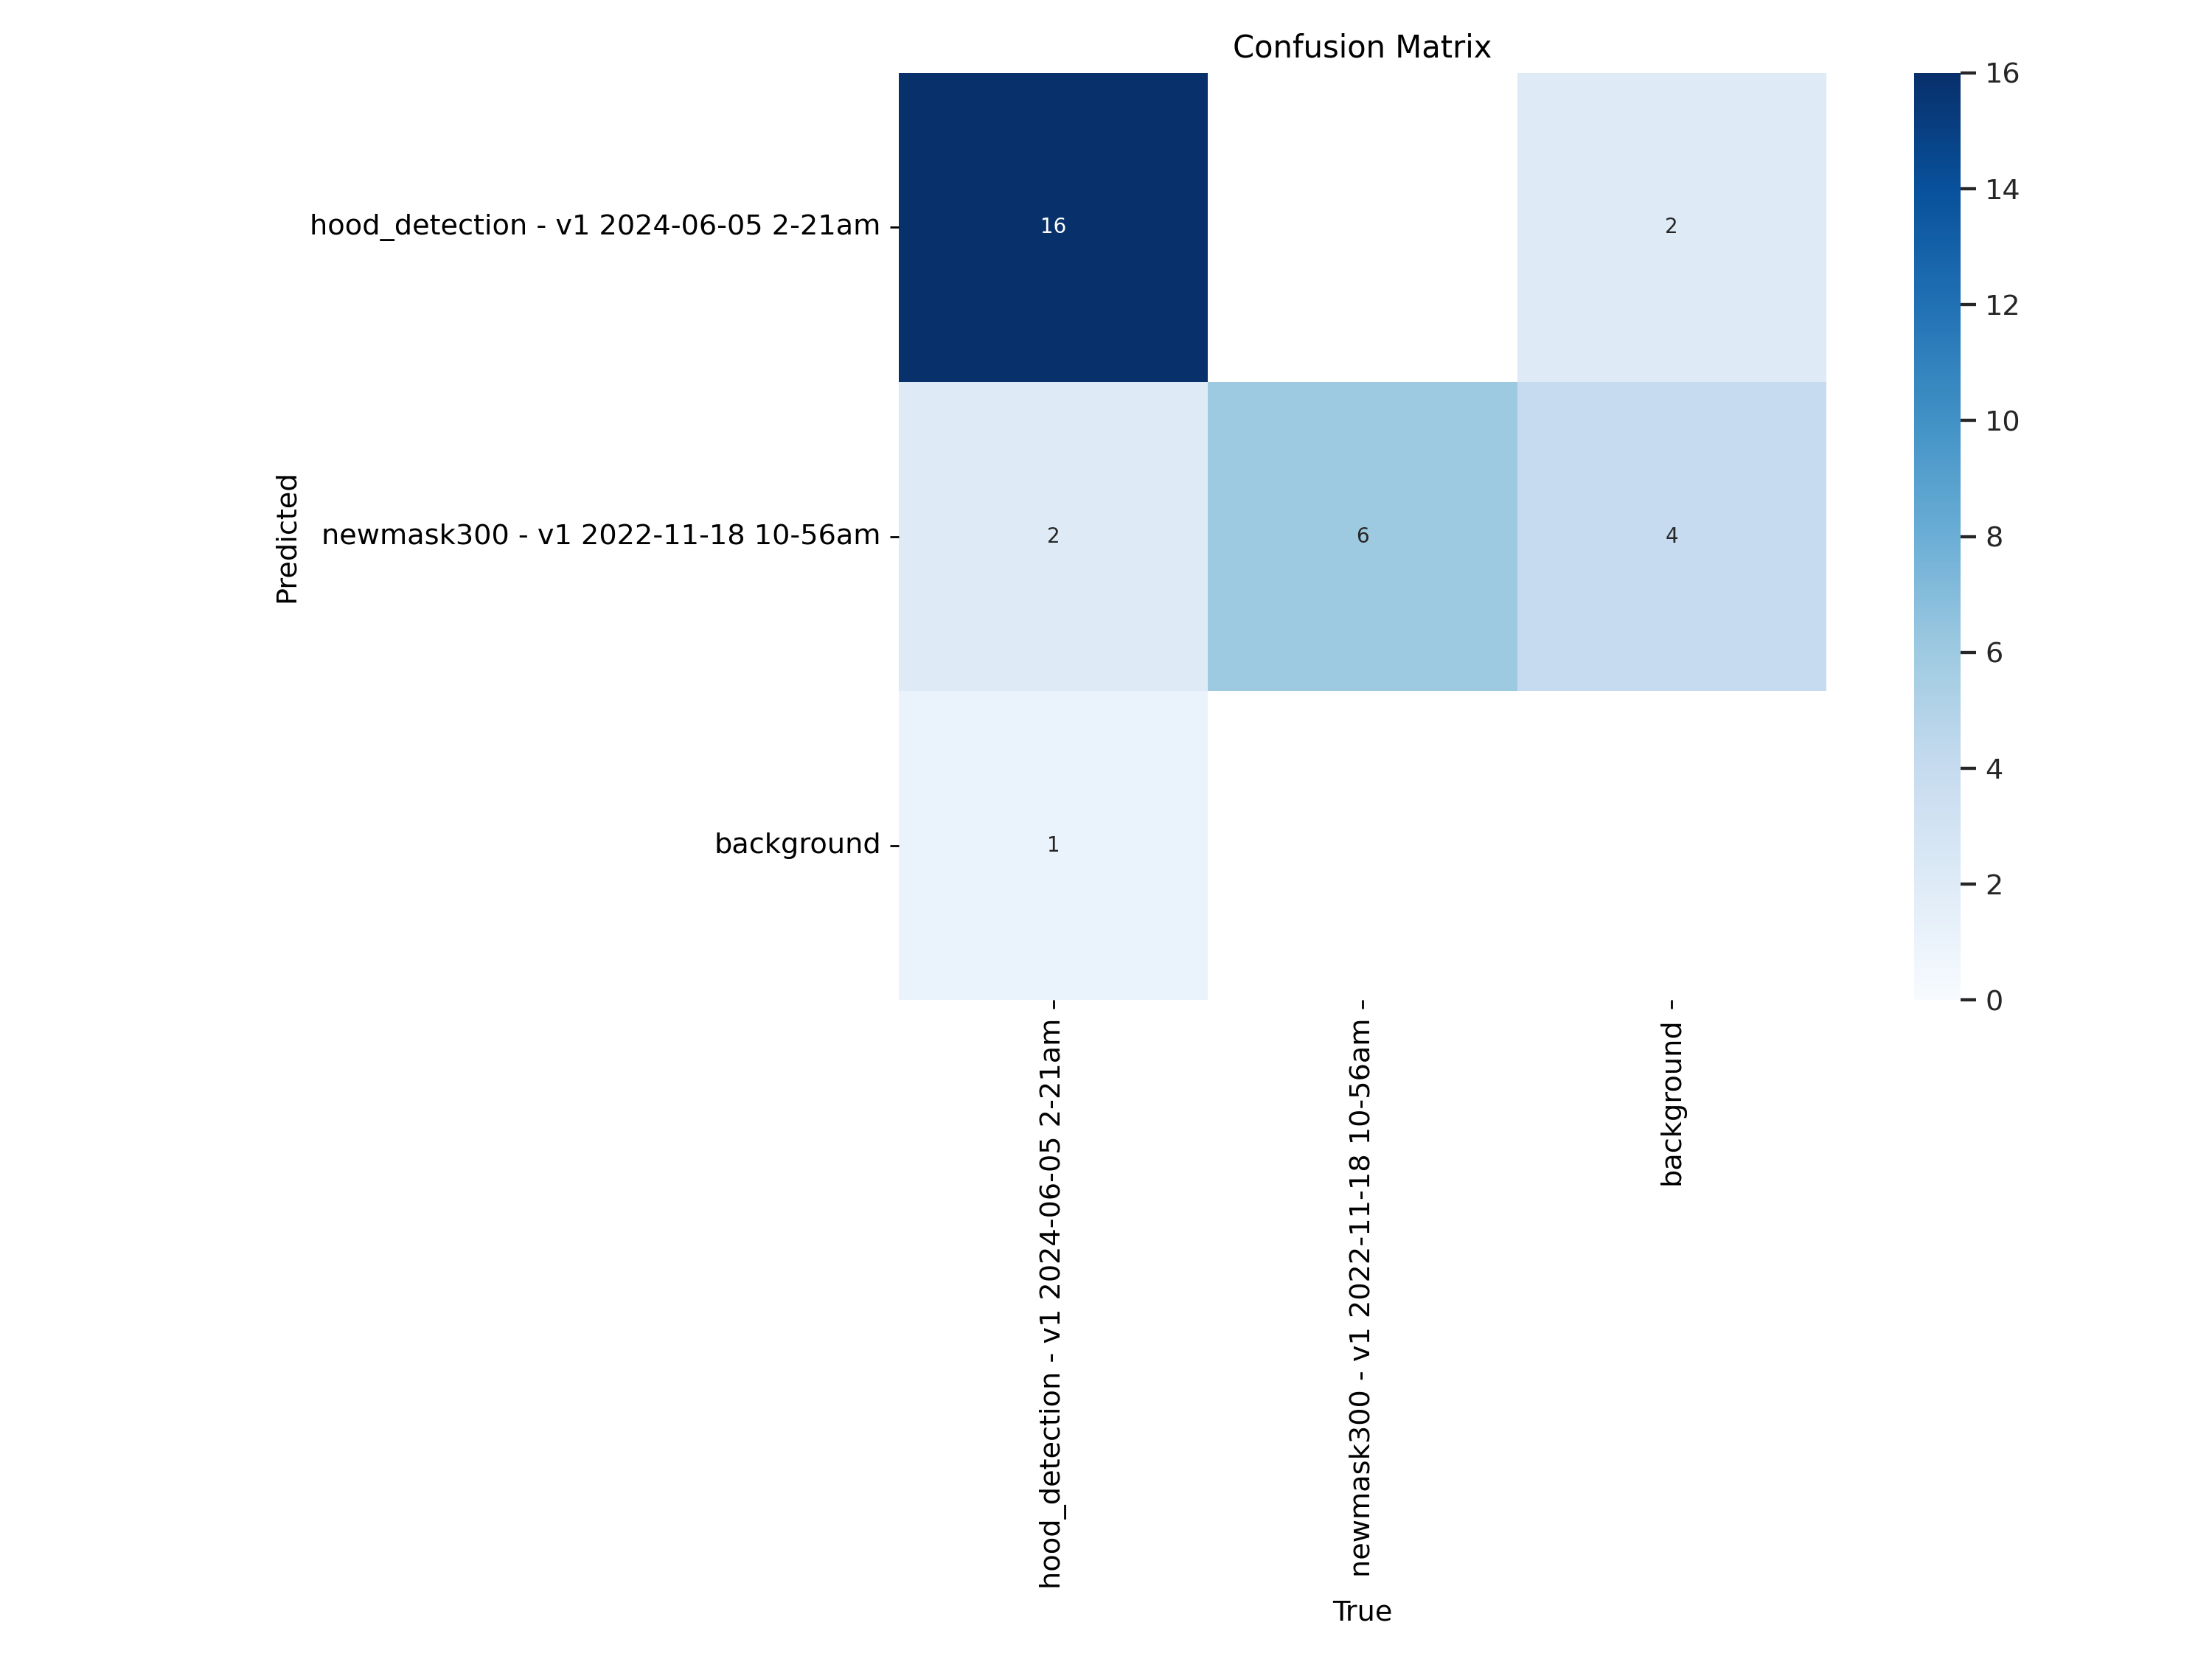 Confusion Matrix
Predicted
hood_detection - v1 2024-06-05 2-21am
newmask300 - v1 2022-11-18 10-56am
background
16
2
2
6
4
1
hood_detection - v1 2024-06-05 2-21am
newmask300 - v1 2022-11-18 10-56am
background
True
16
14
12
10
8
6
4
2
0